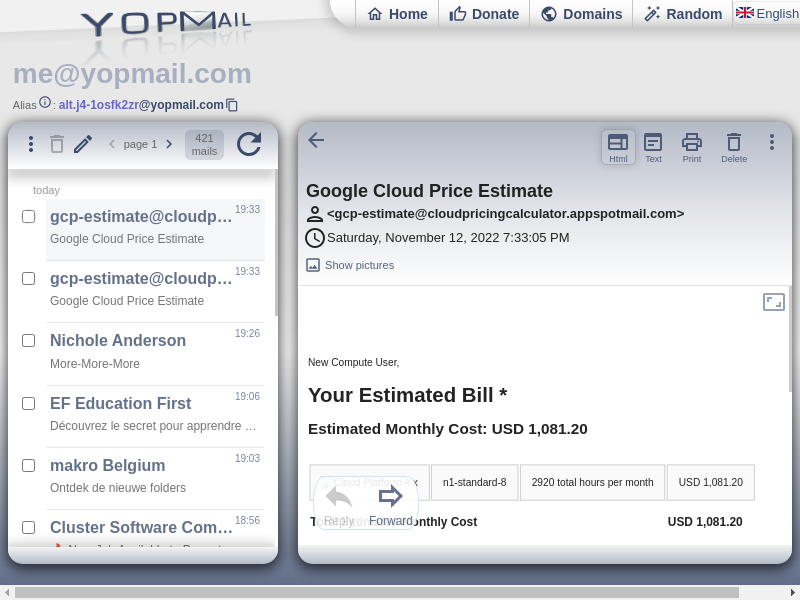 YOPMail
Home
Donate
Domains
Random
English
me@yopmail.com
Alias : alt.j4-1osfk2zr@yopmail.com
page 1
421
mails
today
gcp-estimate@cloudp… 19:33
Google Cloud Price Estimate
gcp-estimate@cloudp… 19:33
Google Cloud Price Estimate
Nichole Anderson 19:26
More-More-More
EF Education First 19:06
Découvrez le secret pour apprendre …
makro Belgium 19:03
Ontdek de nieuwe folders
Cluster Software Com… 18:56
Html
Text
Print
Delete
Google Cloud Price Estimate
<gcp-estimate@cloudpricingcalculator.appspotmail.com>
Saturday, November 12, 2022 7:33:05 PM
Show pictures
New Compute User,
Your Estimated Bill *
Estimated Monthly Cost: USD 1,081.20
Cloud Platform 4 x n1-standard-8 2920 total hours per month USD 1,081.20
Total Estimated Monthly Cost USD 1,081.20
Reply Forward